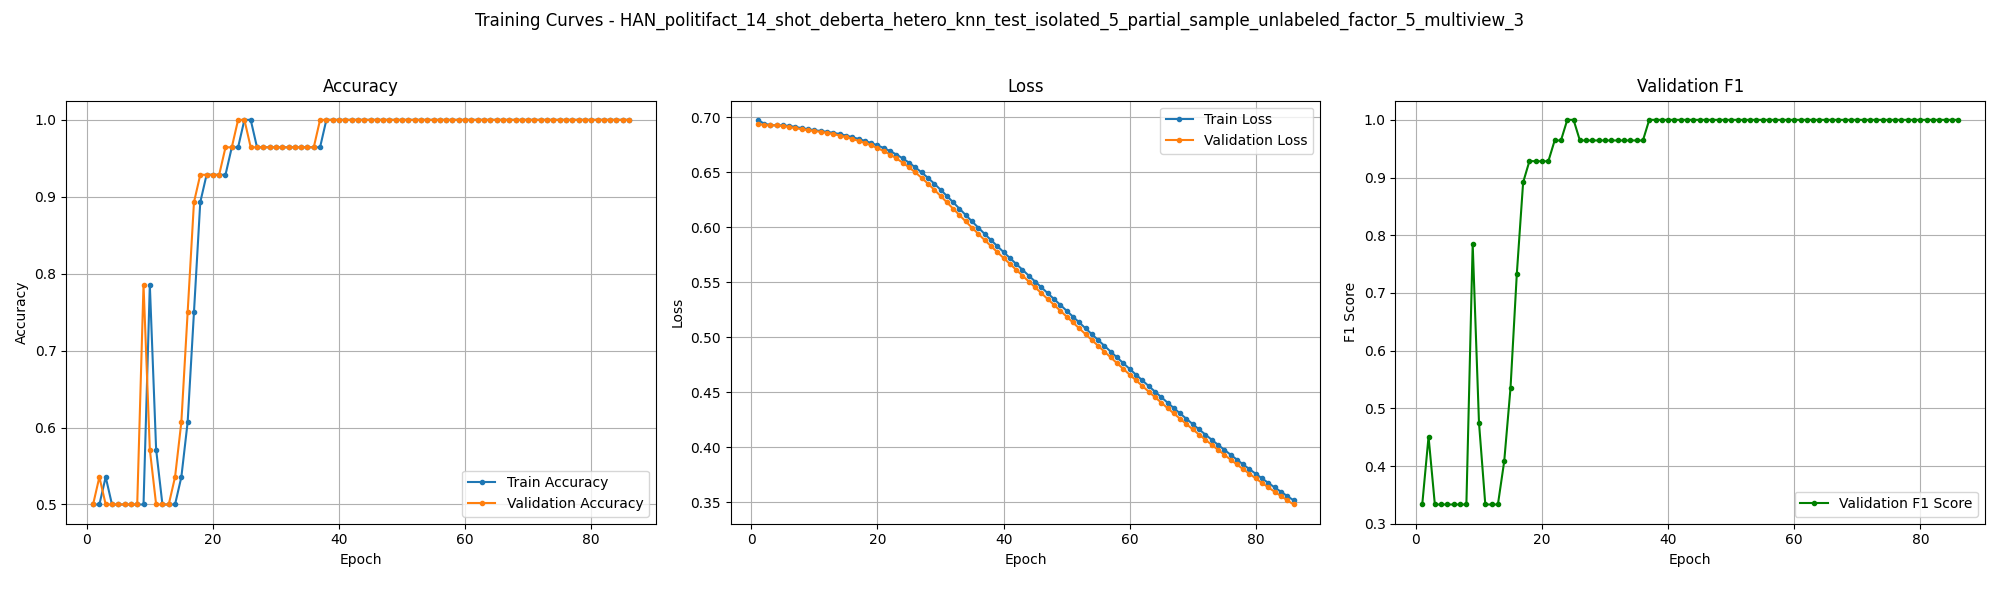 Training Curves - HAN_politifact_14_shot_deberta_hetero_knn_test_isolated_5_partial_sample_unlabeled_factor_5_multiview_3
Accuracy
1.0
0.9
0.8
0.7
0.6
0.5
Accuracy
Train Accuracy
Validation Accuracy
0 20 40 60 80
Epoch
Loss
0.70
0.65
0.60
0.55
0.50
0.45
0.40
0.35
Loss
Train Loss
Validation Loss
0 20 40 60 80
Epoch
Validation F1
1.0
0.9
0.8
0.7
0.6
0.5
0.4
0.3
F1 Score
Validation F1 Score
0 20 40 60 80
Epoch